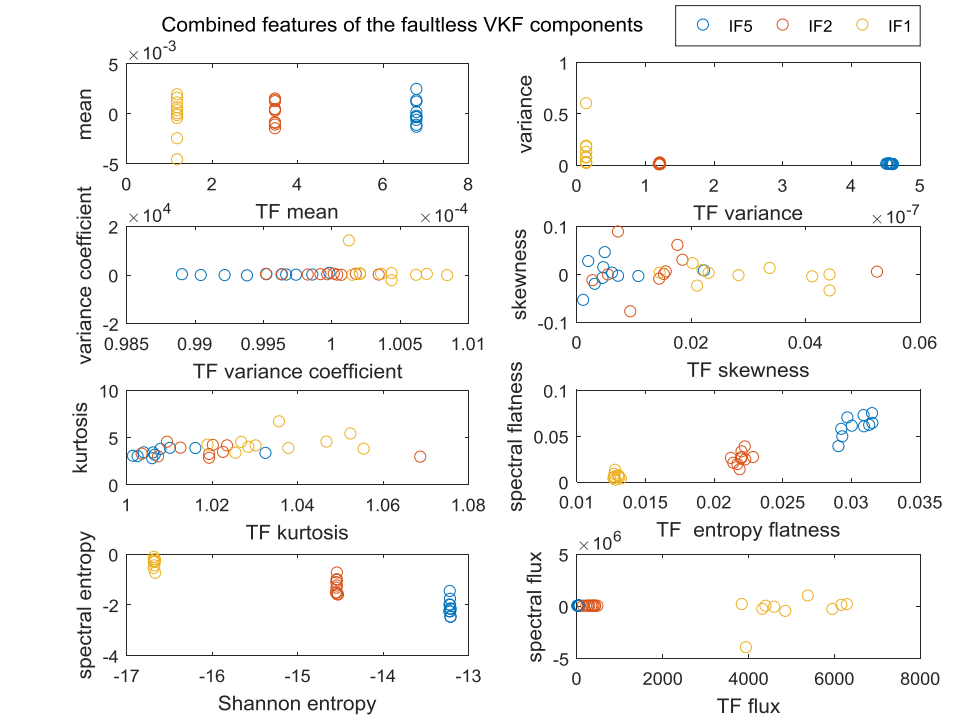 Combined features of the faultless VKF components
IF5 IF2 IF1
×10^-3
5
0
-5
mean
0 2 4 6 8
TF mean
×10^-4
1
0.5
0
variance
0 1 2 3 4 5
TF variance
×10^-7
×10^4
2
0
-2
variance coefficient
0.985 0.99 0.995 1 1.005 1.01
TF variance coefficient
0.1
0
-0.1
skewness
0 0.02 0.04 0.06
TF skewness
10
5
0
kurtosis
1 1.02 1.04 1.06 1.08
TF kurtosis
0.1
0.05
0
spectral flatness
0.01 0.015 0.02 0.025 0.03 0.035
TF entropy flatness
0
-2
-4
spectral entropy
-17 -16 -15 -14 -13
Shannon entropy
×10^6
5
0
-5
spectral flux
0 2000 4000 6000 8000
TF flux